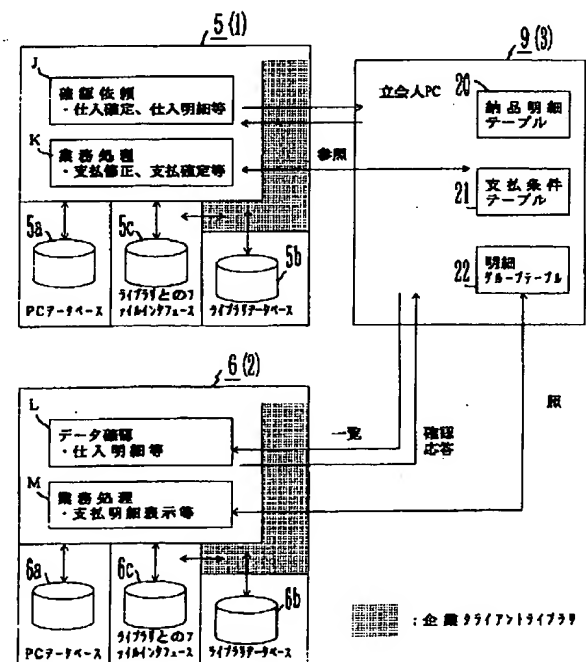 5 (1)
J
確認依頼
・仕入確定、仕入明細等
K
業務処理
・支払修正、支払確定等
5a
5c
5b
PCデータベース
ライブラリとのフ
ァイルインタフェース
ライブラリデータベース
9 (3)
立会人PC
20
納品明細
テーブル
参照
21
支払条件
テーブル
22
明細
グループテーブル
6 (2)
L
データ確認
・仕入明細等
M
業務処理
・支払明細表示等
一覧
確認
応答
照
6a
6c
6b
PCデータベース
ライブラリとのフ
ァイルインタフェース
ライブラリデータベース
:企業クライアントライブラリ